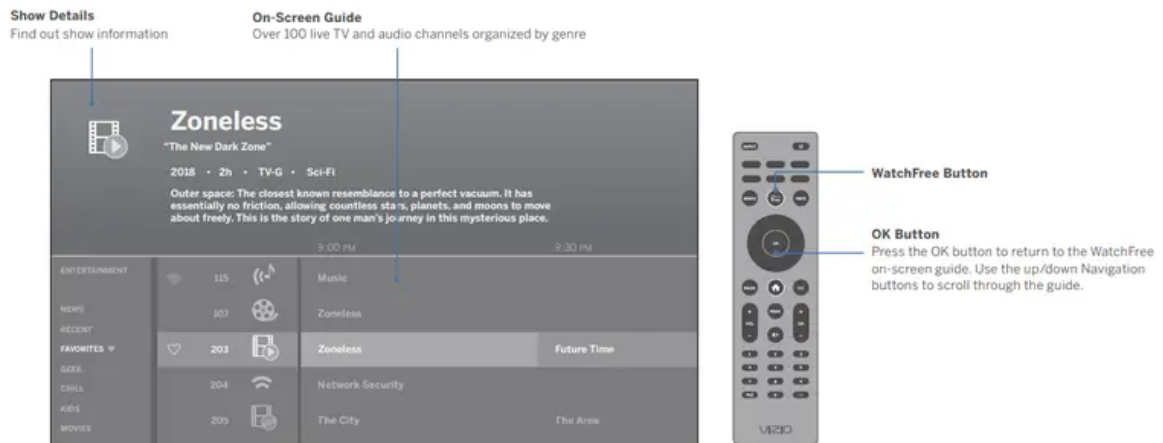 Show Details
Find out show information
On-Screen Guide
Over 100 live TV and audio channels organized by genre
Zoneless
"The New Dark Zone"
2018 • 2h • TV-G • Sci-Fi
Outer space: The closest known resemblance to a perfect vacuum. It has
essentially no friction, allowing countless stars, planets, and moons to move
about freely. This is the story of one man's journey in this mysterious place.
9:00 PM 9:30 PM
ENTERTAINMENT
NEWS
RECENT
FAVORITES
GEEK
CHILL
KIDS
MOVIES
115 Music
107 Zoneless
203 Zoneless Future Time
204 Network Security
205 The City The Area
WatchFree Button
OK Button
Press the OK button to return to the WatchFree
on-screen guide. Use the up/down Navigation
buttons to scroll through the guide.
OK
VOL
CH
VIZIO